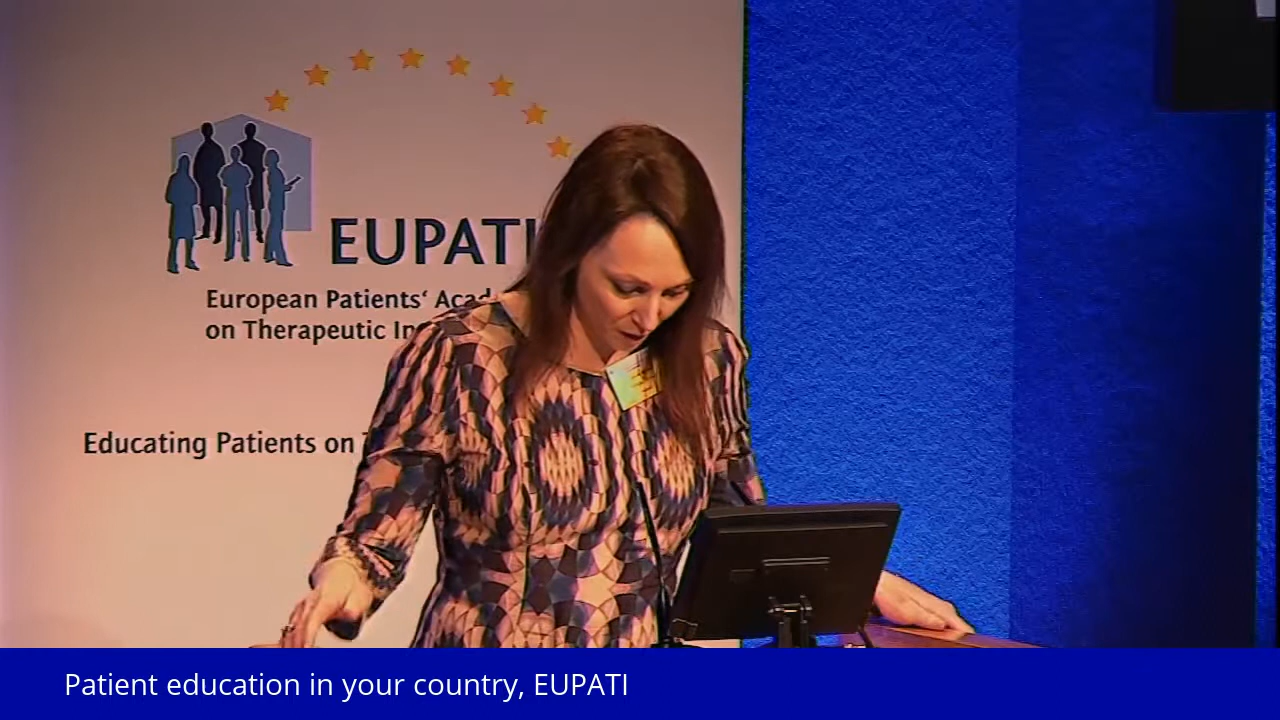 EUPATI
European Patients‘ Acad
on Therapeutic In
Educating Patients on
Patient education in your country, EUPATI